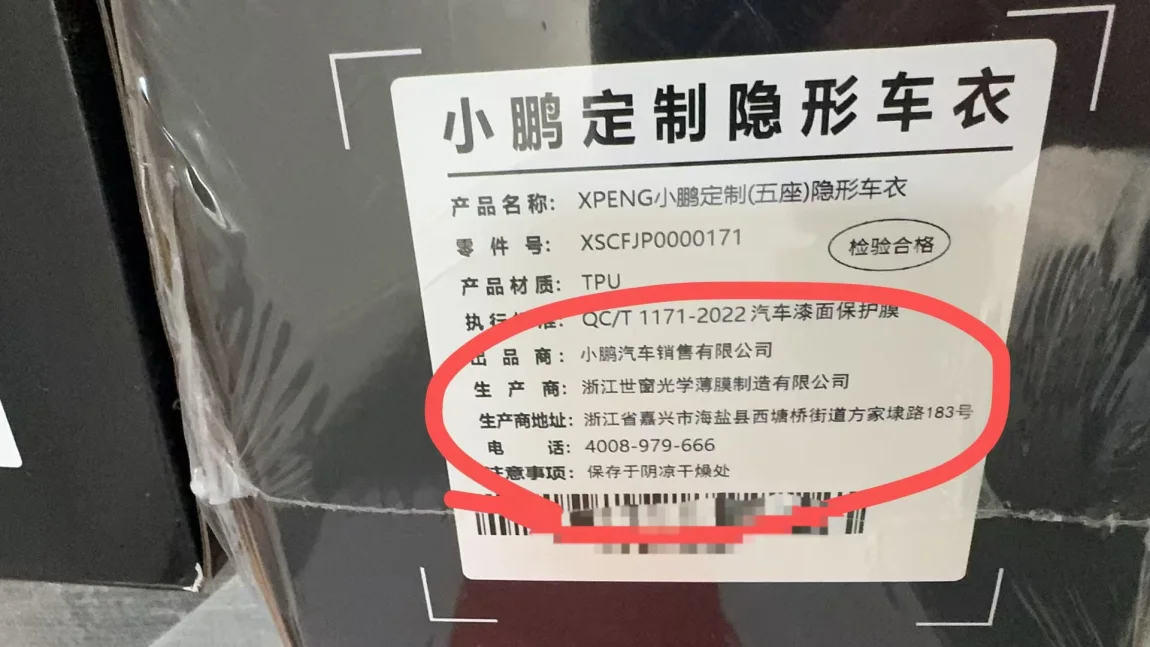 小鹏定制隐形车衣
产品名称： XPENG小鹏定制(五座)隐形车衣
零件号： XSCFJP0000171
检验合格
产品材质： TPU
执行标准： QC/T 1171-2022 汽车漆面保护膜
出品商： 小鹏汽车销售有限公司
生产商： 浙江世窗光学薄膜制造有限公司
生产商地址： 浙江省嘉兴市海盐县西塘桥街道方家埭路183号
电话： 4008-979-666
注意事项： 保存于阴凉干燥处